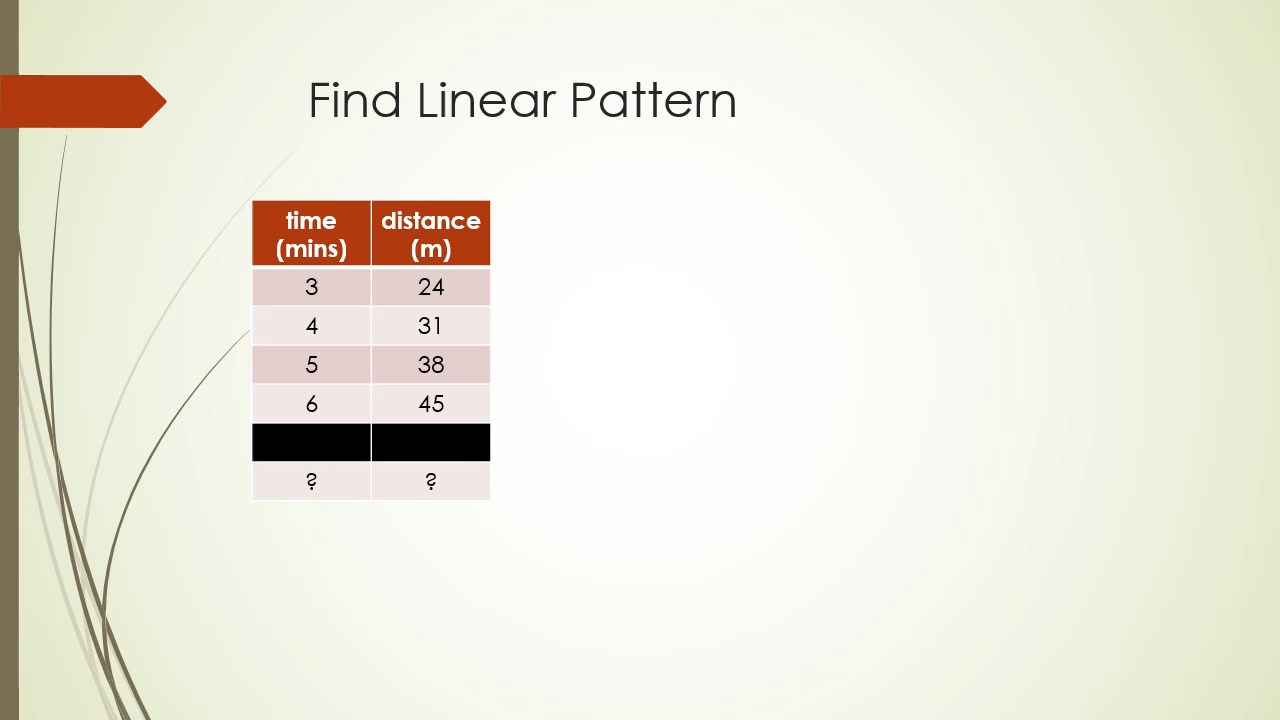 Find Linear Pattern
time distance
(mins) (m)
3 24
4 31
5 38
6 45
? ?